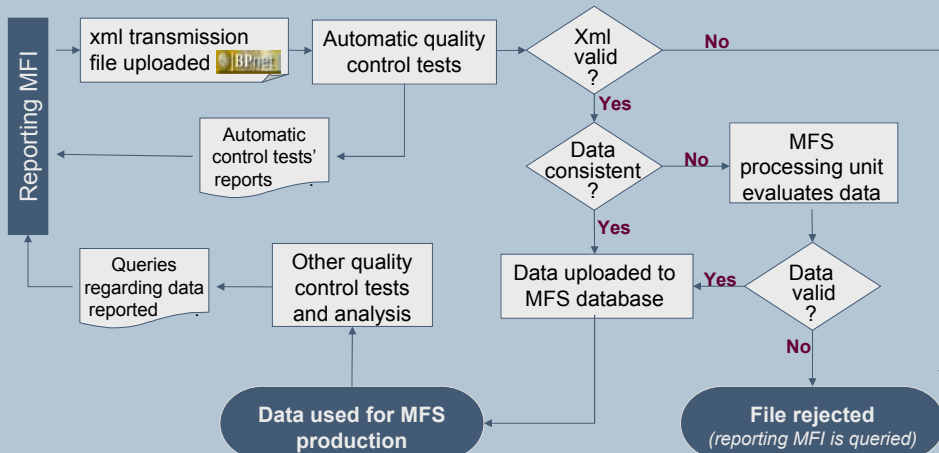 Reporting MFI
xml transmission
file uploaded
BPnet
Automatic quality
control tests
Xml
valid
?
No
Yes
Automatic
control tests'
reports
Data
consistent
?
No
MFS
processing unit
evaluates data
Yes
Queries
regarding data
reported
Other quality
control tests
and analysis
Data uploaded to
MFS database
Yes
Data
valid
?
No
Data used for MFS
production
File rejected
(reporting MFI is queried)